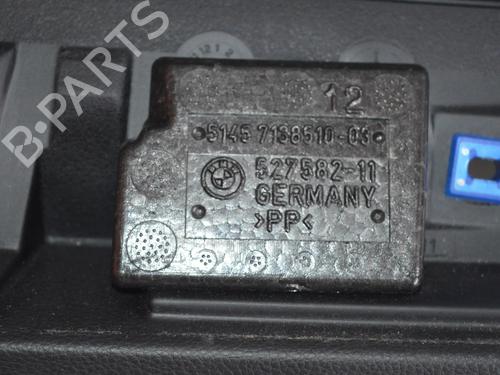 B-PARTS
12
5145 7138510-03
527582-11
GERMANY
>PP<